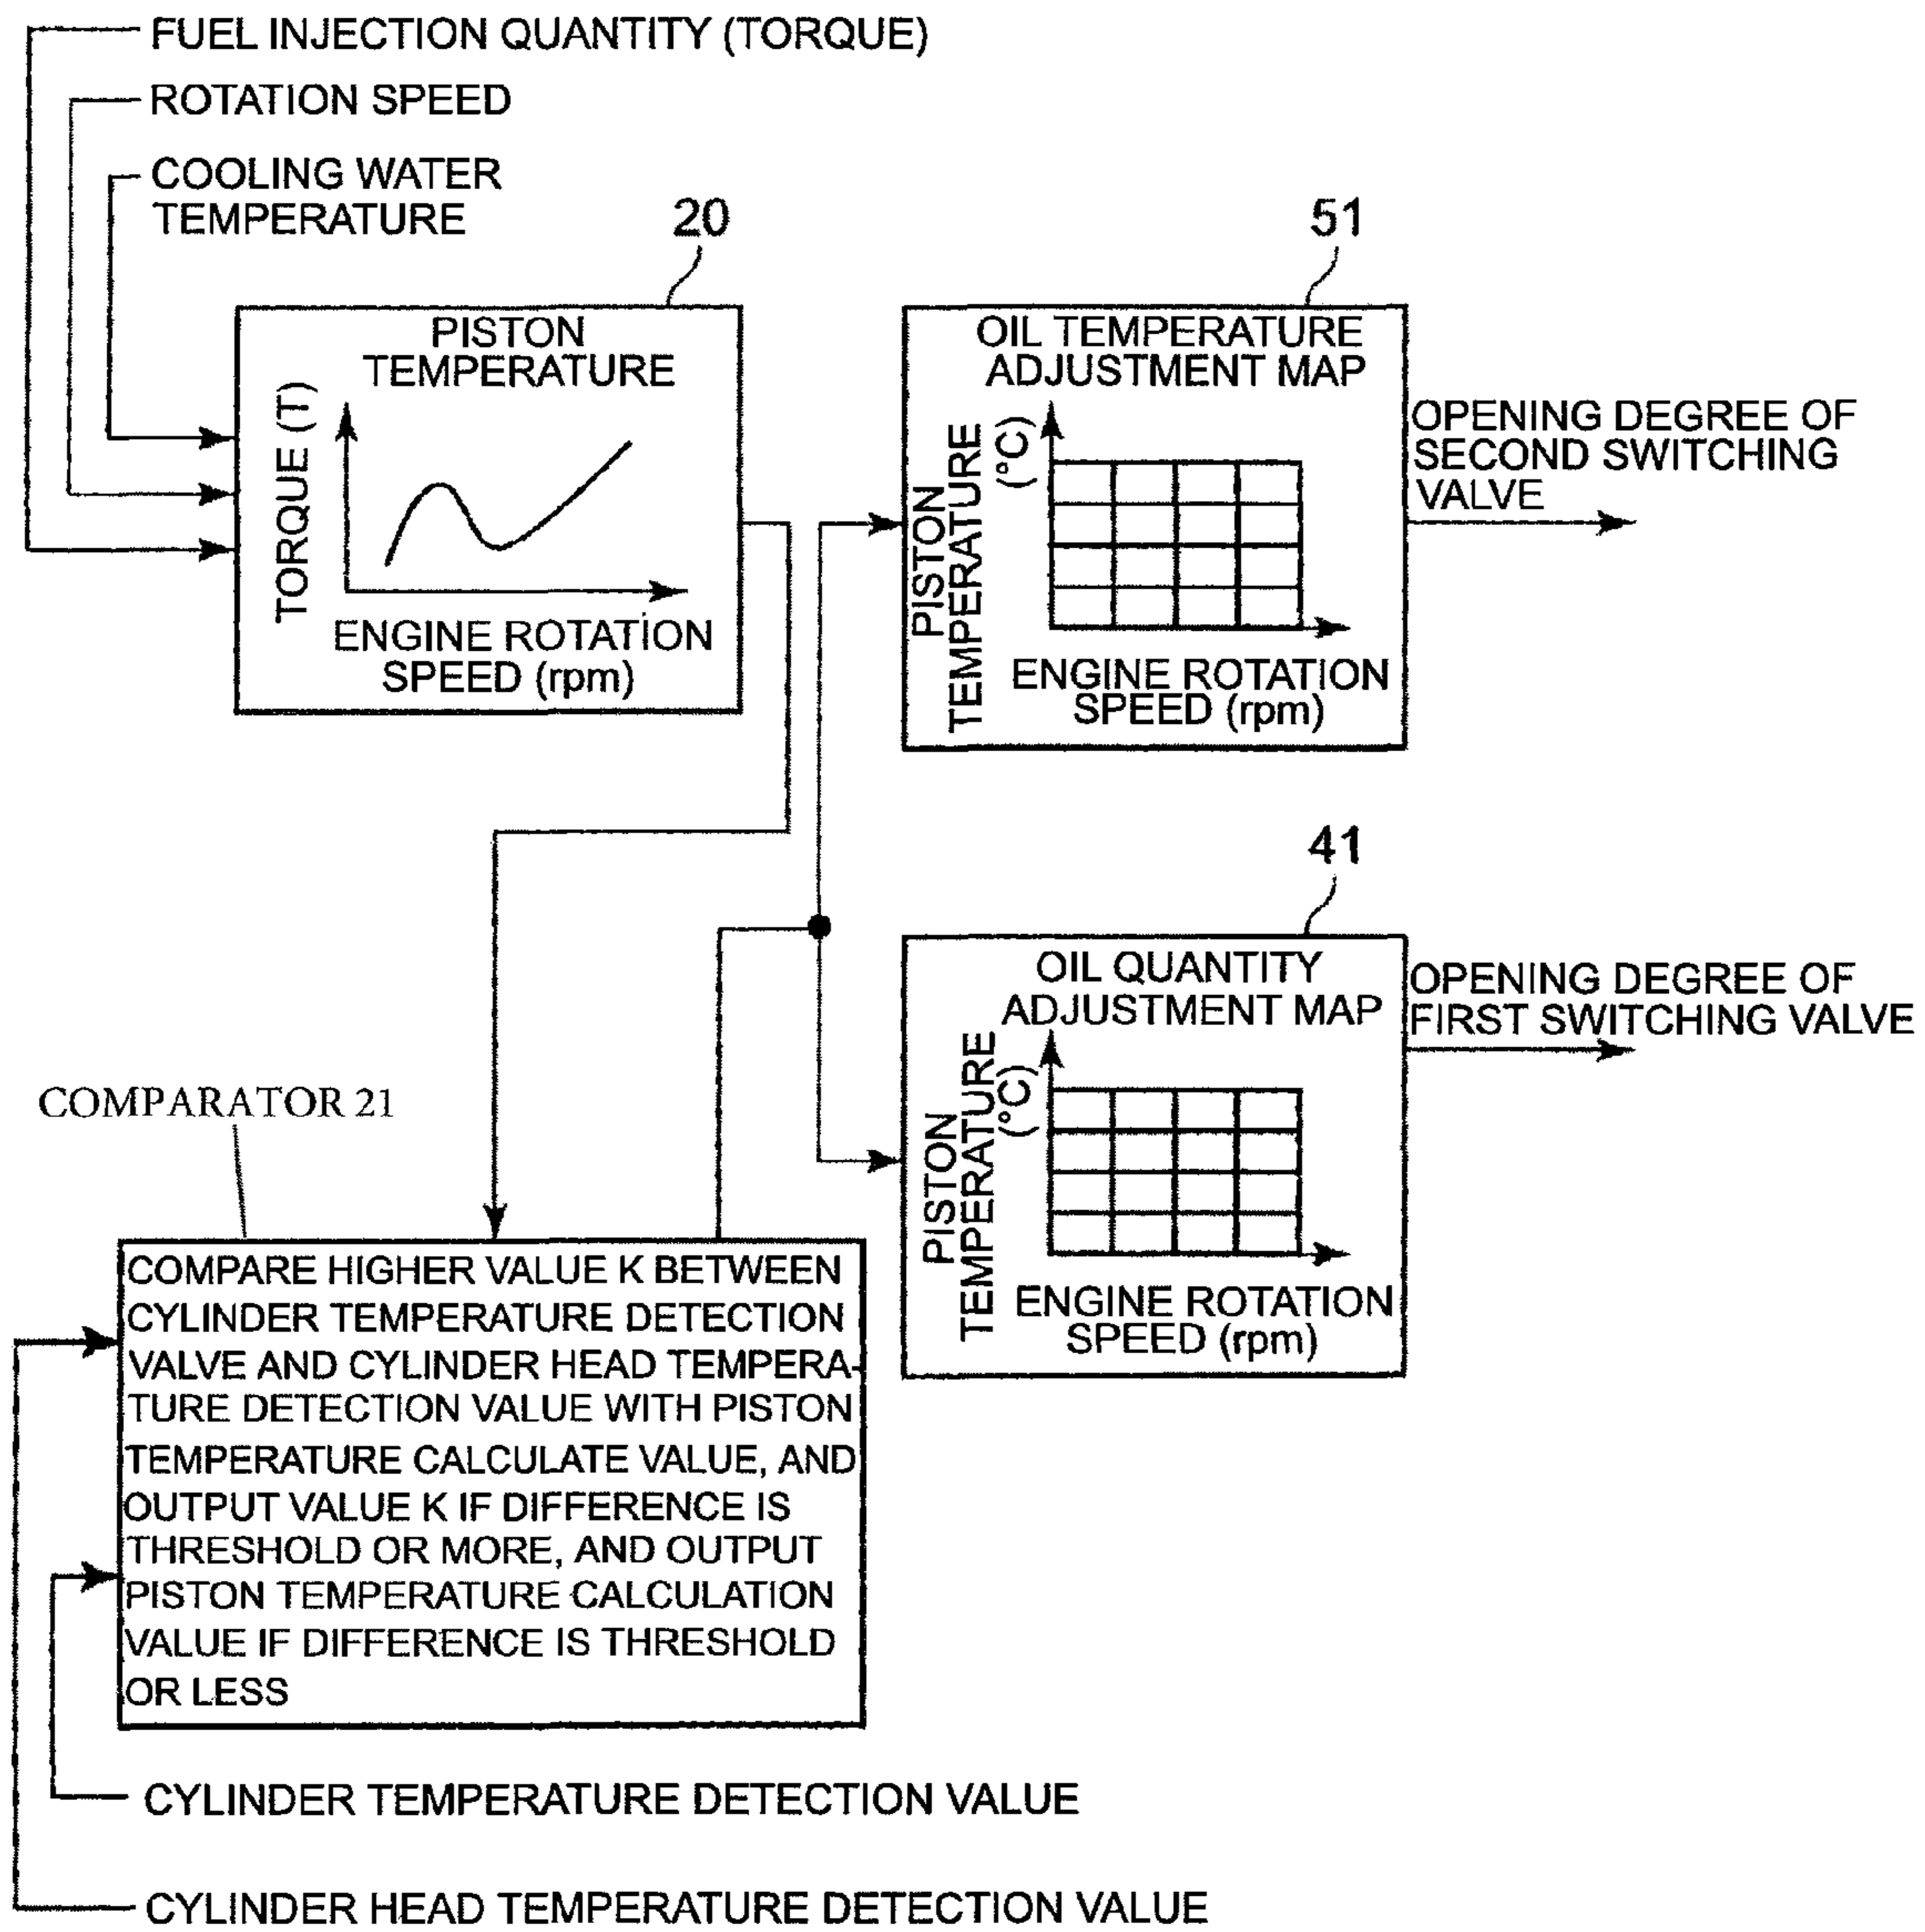 FUEL INJECTION QUANTITY (TORQUE)
ROTATION SPEED
COOLING WATER
TEMPERATURE
20
PISTON
TEMPERATURE
TORQUE (T)
ENGINE ROTATION
SPEED (rpm)
51
OIL TEMPERATURE
ADJUSTMENT MAP
PISTON
TEMPERATURE
(°C)
ENGINE ROTATION
SPEED (rpm)
OPENING DEGREE OF
SECOND SWITCHING
VALVE
41
OIL QUANTITY
ADJUSTMENT MAP
PISTON
TEMPERATURE
(°C)
ENGINE ROTATION
SPEED (rpm)
OPENING DEGREE OF
FIRST SWITCHING VALVE
COMPARATOR 21
COMPARE HIGHER VALUE K BETWEEN
CYLINDER TEMPERATURE DETECTION
VALVE AND CYLINDER HEAD TEMPERA-
TURE DETECTION VALUE WITH PISTON
TEMPERATURE CALCULATE VALUE, AND
OUTPUT VALUE K IF DIFFERENCE IS
THRESHOLD OR MORE, AND OUTPUT
PISTON TEMPERATURE CALCULATION
VALUE IF DIFFERENCE IS THRESHOLD
OR LESS
CYLINDER TEMPERATURE DETECTION VALUE
CYLINDER HEAD TEMPERATURE DETECTION VALUE